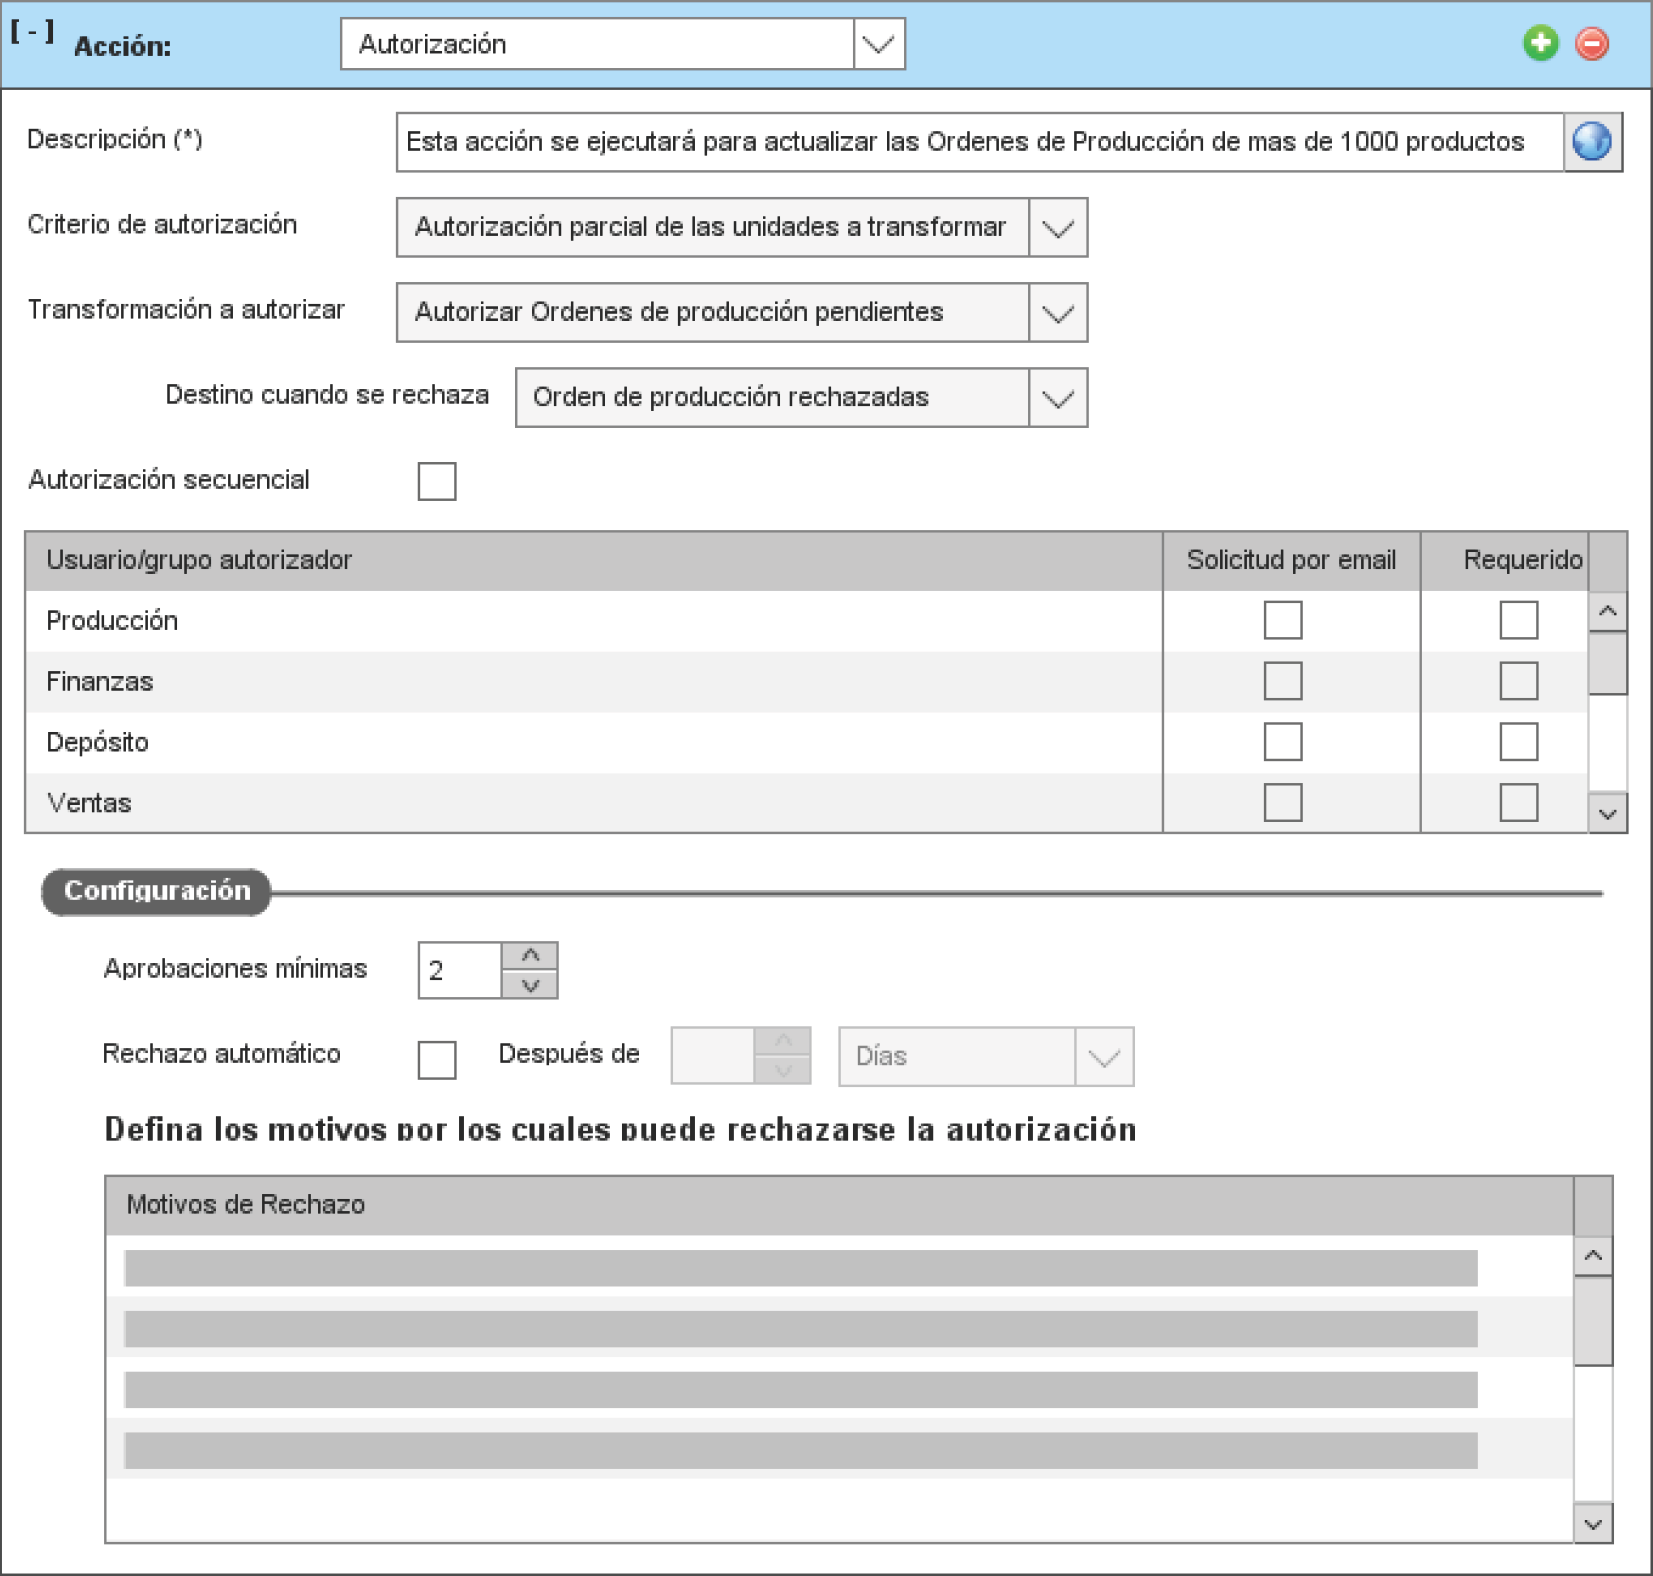 [ - ] Acción: Autorización
Descripción (*) Esta acción se ejecutará para actualizar las Ordenes de Producción de mas de 1000 productos
Criterio de autorización Autorización parcial de las unidades a transformar
Transformación a autorizar Autorizar Ordenes de producción pendientes
Destino cuando se rechaza Orden de producción rechazadas
Autorización secuencial
Usuario/grupo autorizador Solicitud por email Requerido
Producción
Finanzas
Depósito
Ventas
Configuración
Aprobaciones mínimas 2
Rechazo automático Después de Días
Defina los motivos por los cuales puede rechazarse la autorización
Motivos de Rechazo